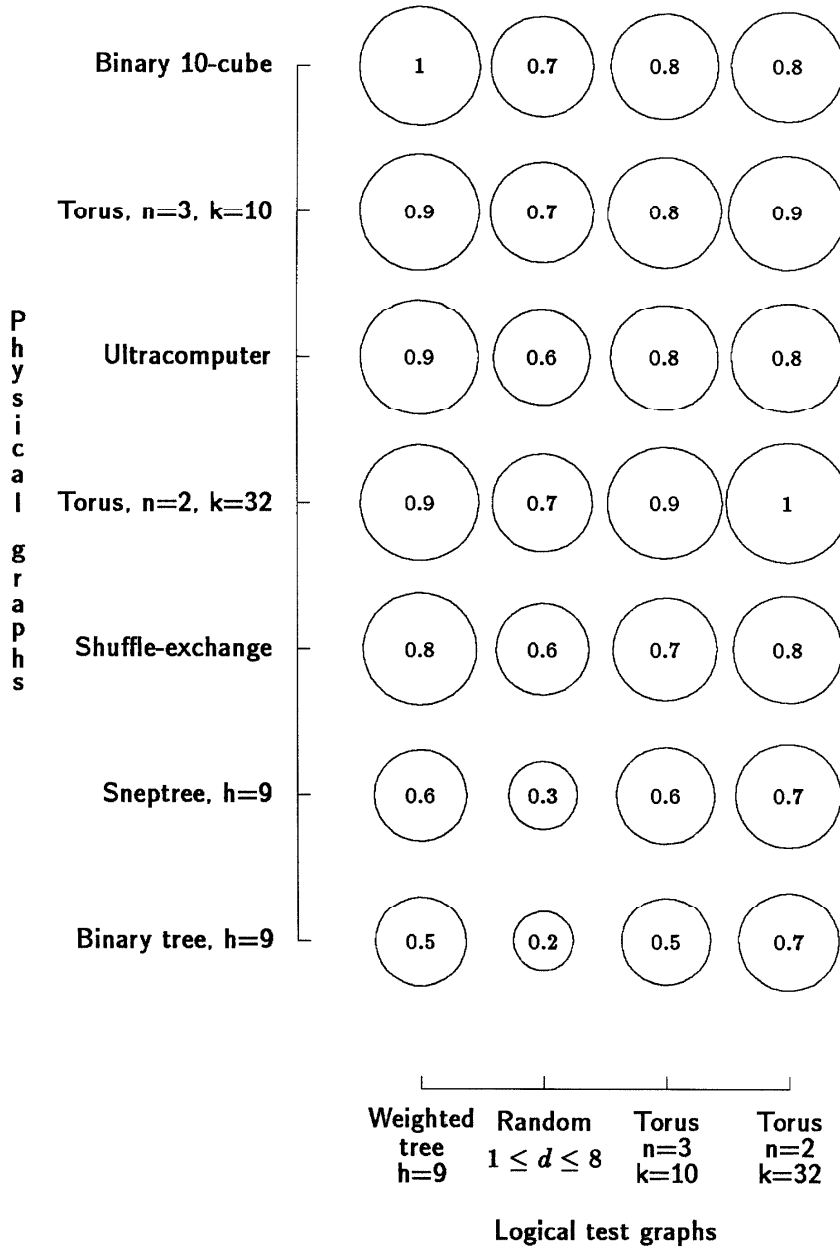 Binary 10-cube 1 0.7 0.8 0.8
Torus, n=3, k=10 0.9 0.7 0.8 0.9
Ultracomputer 0.9 0.6 0.8 0.8
Torus, n=2, k=32 0.9 0.7 0.9 1
Shuffle-exchange 0.8 0.6 0.7 0.8
Sneptree, h=9 0.6 0.3 0.6 0.7
Binary tree, h=9 0.5 0.2 0.5 0.7
Physical graphs
Weighted
tree
h=9
Random
1 ≤ d ≤ 8
Torus
n=3
k=10
Torus
n=2
k=32
Logical test graphs